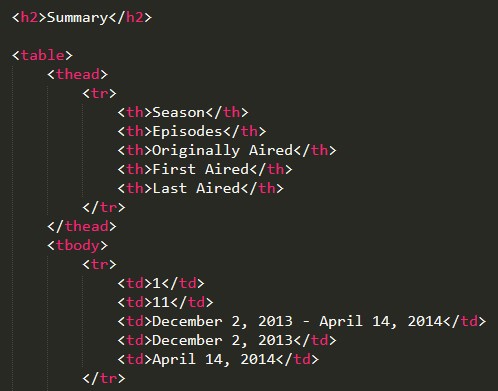 <h2>Summary</h2>
<table>
<thead>
<tr>
<th>Season</th>
<th>Episodes</th>
<th>Originally Aired</th>
<th>First Aired</th>
<th>Last Aired</th>
</tr>
</thead>
<tbody>
<tr>
<td>1</td>
<td>11</td>
<td>December 2, 2013 - April 14, 2014</td>
<td>December 2, 2013</td>
<td>April 14, 2014</td>
</tr>